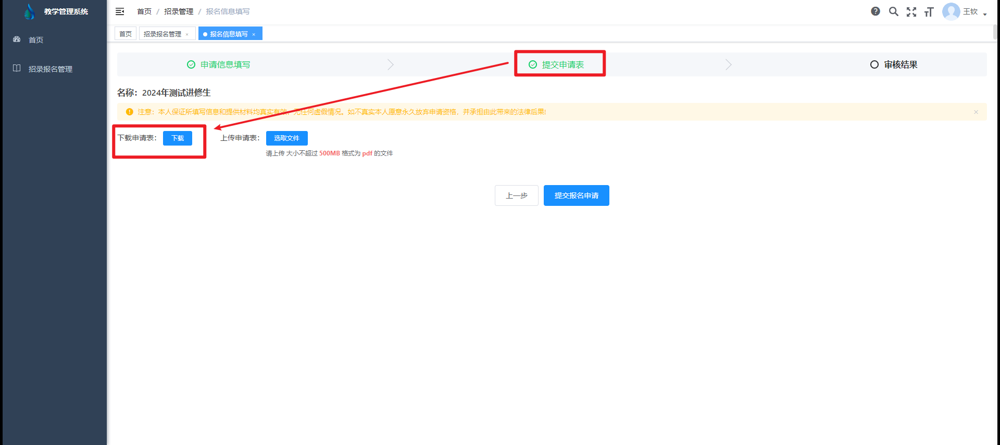 教学管理系统
首页 / 招录管理 / 报名信息填写
王钦
首页
招录报名管理
首页
招录报名管理 ×
报名信息填写 ×
申请信息填写
提交申请表
审核结果
名称：2024年测试进修生
注意：本人保证所填写信息和提供材料均真实有效，无任何虚假情况。如不真实本人愿意永久放弃申请资格，并承担由此带来的法律后果!
下载申请表： 下载
上传申请表： 选取文件
请上传 大小不超过 500MB 格式为 pdf 的文件
上一步
提交报名申请